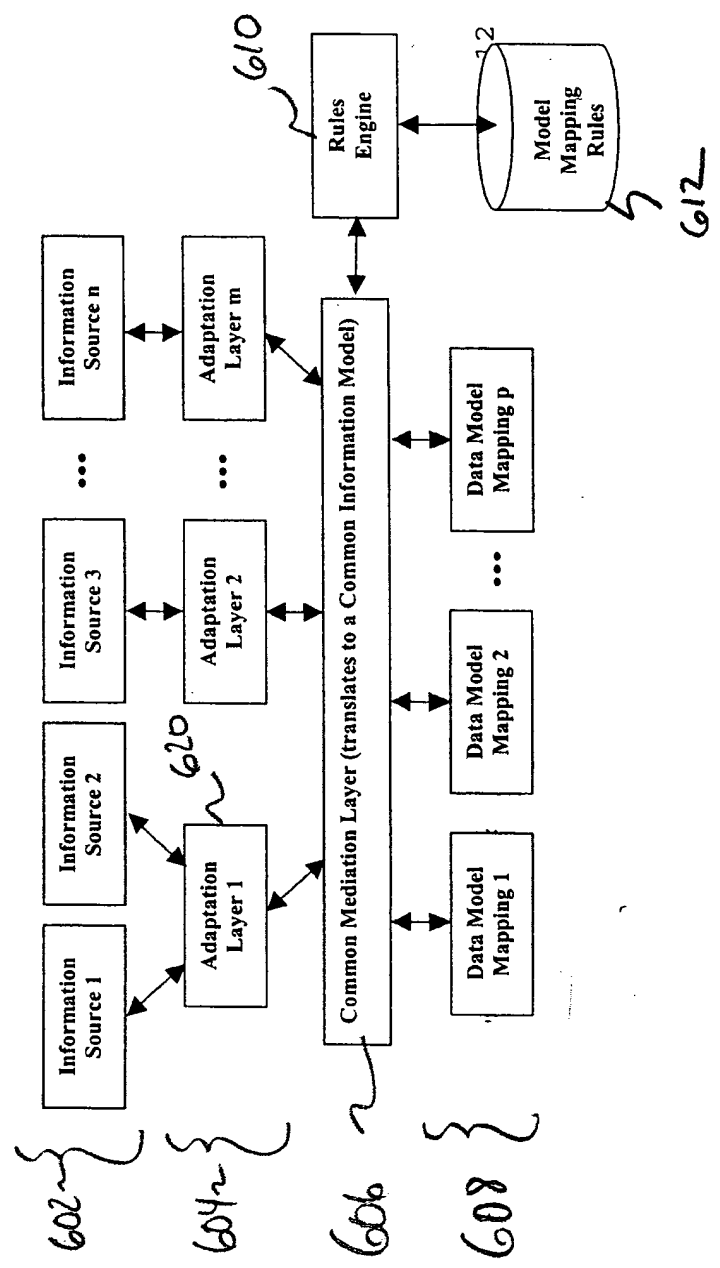 602
Information
Source 1
Information
Source 2
Information
Source 3
...
Information
Source n
604
Adaptation
Layer 1
620
Adaptation
Layer 2
...
Adaptation
Layer m
606
Common Mediation Layer (translates to a Common Information Model)
Rules
Engine
610
608
Data Model
Mapping 1
Data Model
Mapping 2
...
Data Model
Mapping p
12
Model
Mapping
Rules
612